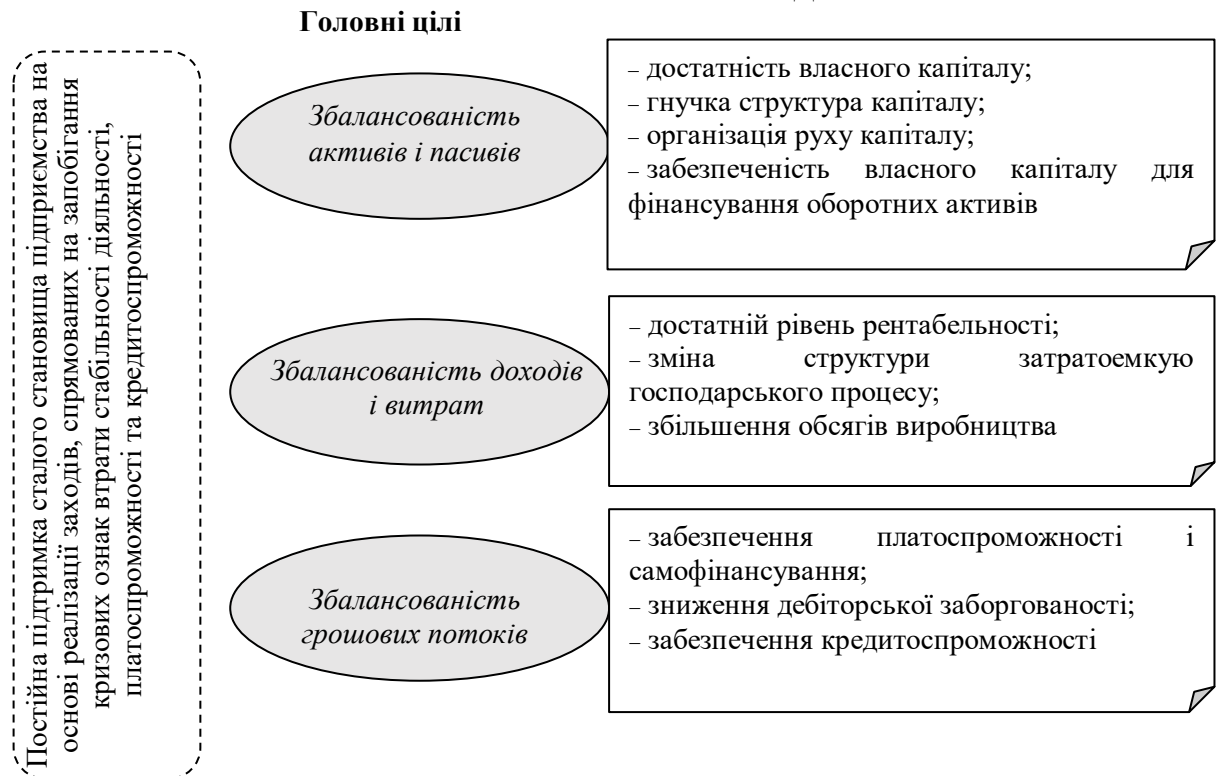 Головні цілі
Постійна підтримка сталого становища підприємства на
основі реалізації заходів, спрямованих на запобігання
кризових ознак втрати стабільності діяльності,
платоспроможності та кредитоспроможності
Збалансованість
активів і пасивів
– достатність власного капіталу;
– гнучка структура капіталу;
– організація руху капіталу;
– забезпеченість власного капіталу для
фінансування оборотних активів
Збалансованість доходів
і витрат
– достатній рівень рентабельності;
– зміна структури затратоемкую
господарського процесу;
– збільшення обсягів виробництва
Збалансованість
грошових потоків
– забезпечення платоспроможності і
самофінансування;
– зниження дебіторської заборгованості;
– забезпечення кредитоспроможності